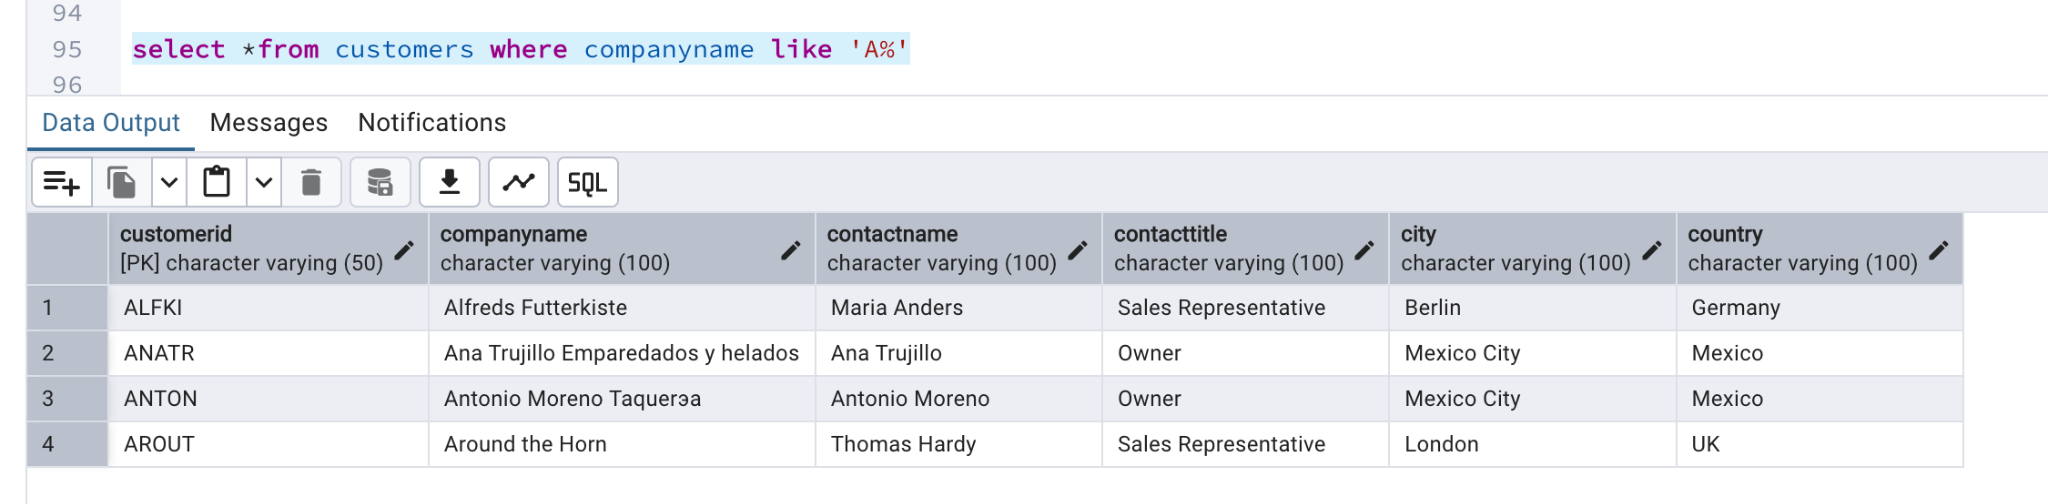 94
95 select *from customers where companyname like 'A%'
96
Data Output Messages Notifications
SQL
customerid companyname contactname contacttitle city country
[PK] character varying (50) character varying (100) character varying (100) character varying (100) character varying (100) character varying (100)
1 ALFKI Alfreds Futterkiste Maria Anders Sales Representative Berlin Germany
2 ANATR Ana Trujillo Emparedados y helados Ana Trujillo Owner Mexico City Mexico
3 ANTON Antonio Moreno Taquerэa Antonio Moreno Owner Mexico City Mexico
4 AROUT Around the Horn Thomas Hardy Sales Representative London UK